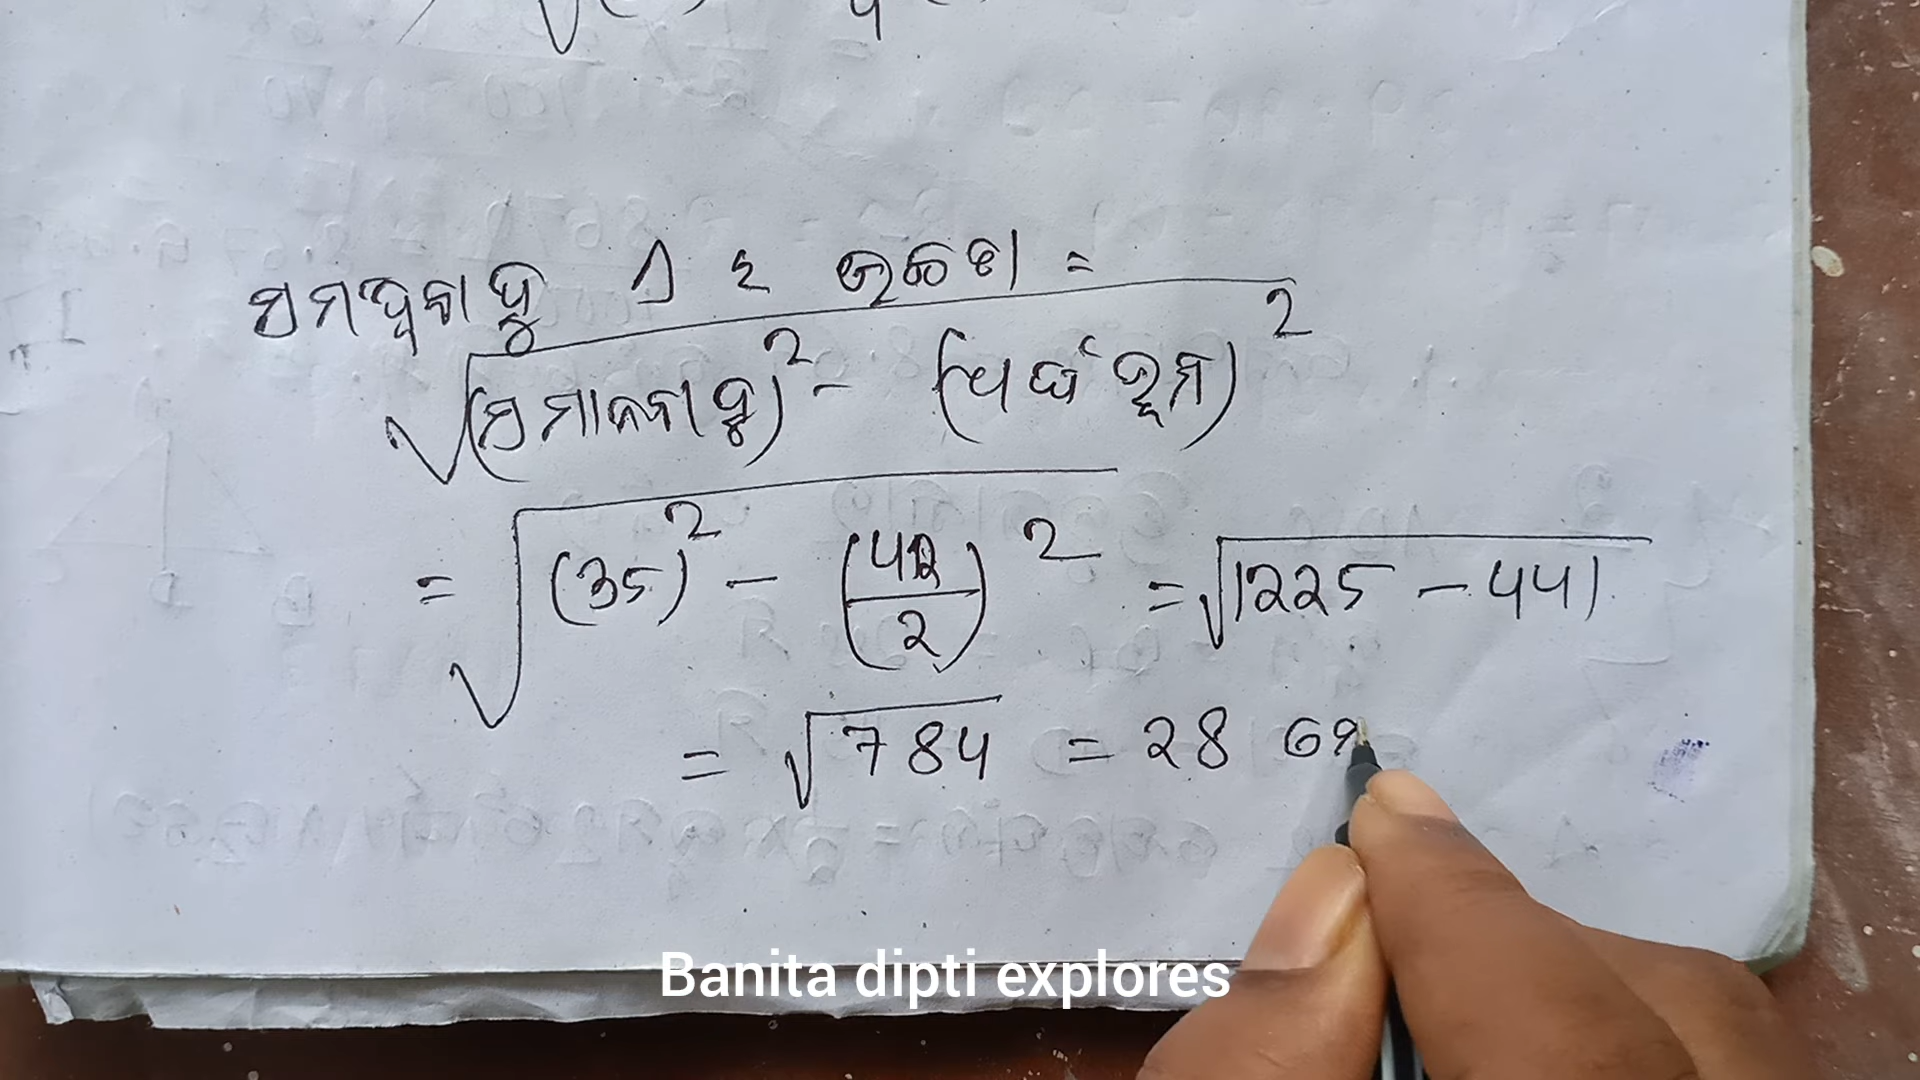 ସମଦ୍ୱିବାହୁ Δ ର ଉଚ୍ଚତା =
√(ସମାନବାହୁ)² - (ଅର୍ଧଭୂମି)²
= √(35)² - (42/2)² = √1225 - 441
= √784 = 28 ସେ
Banita dipti explores